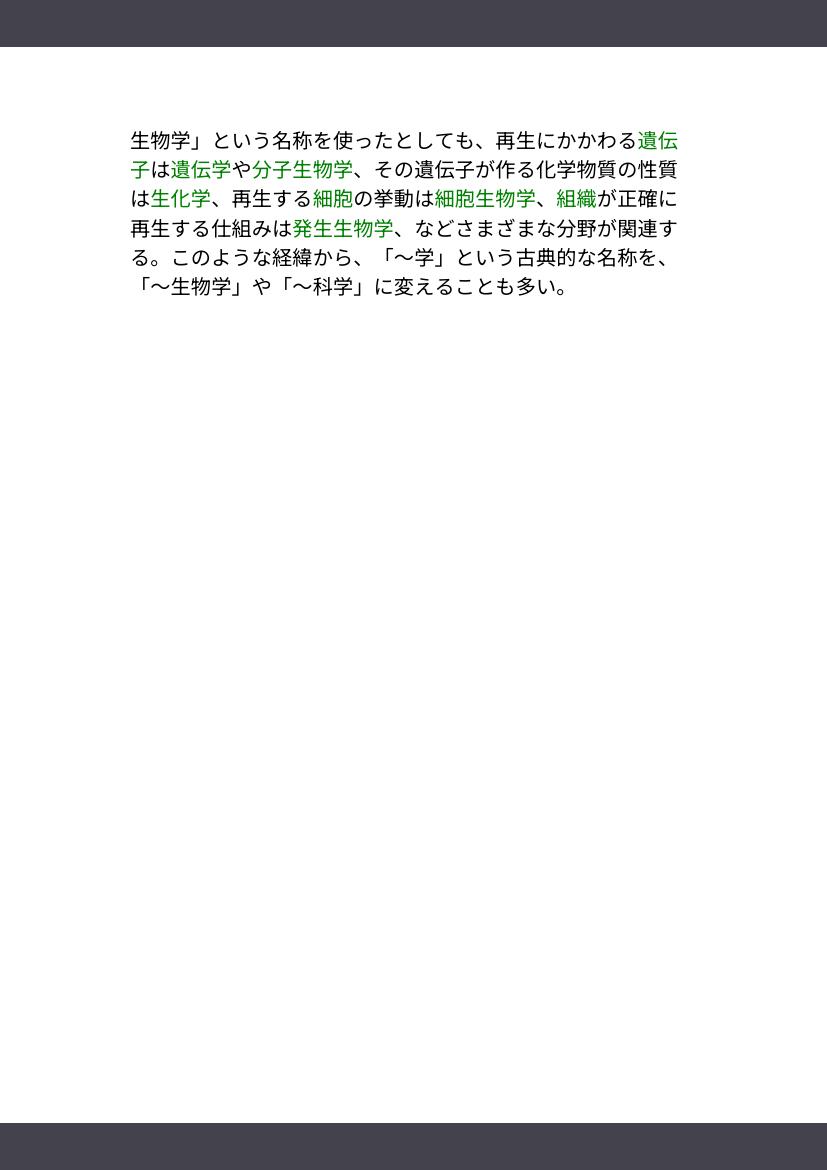 生物学」という名称を使ったとしても、再生にかかわる遺伝
子は遺伝学や分子生物学、その遺伝子が作る化学物質の性質
は生化学、再生する細胞の挙動は細胞生物学、組織が正確に
再生する仕組みは発生生物学、などさまざまな分野が関連す
る。このような経緯から、「〜学」という古典的な名称を、
「〜生物学」や「〜科学」に変えることも多い。